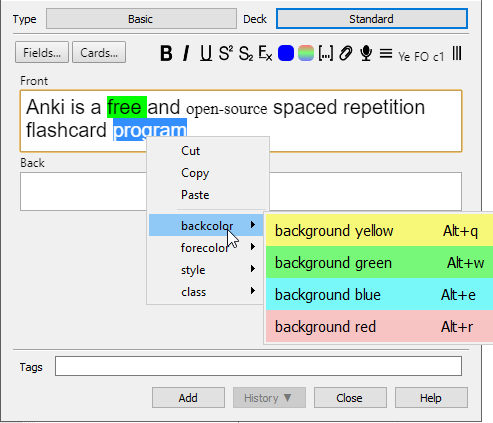 Type Basic Deck Standard
Fields... Cards... B I U S² S₂ Eₓ [...] Ye FO c1
Front
Anki is a free and open-source spaced repetition
flashcard program
Back
Cut
Copy
Paste
backcolor
forecolor
style
class
background yellow Alt+q
background green Alt+w
background blue Alt+e
background red Alt+r
Tags
Add History ▼ Close Help